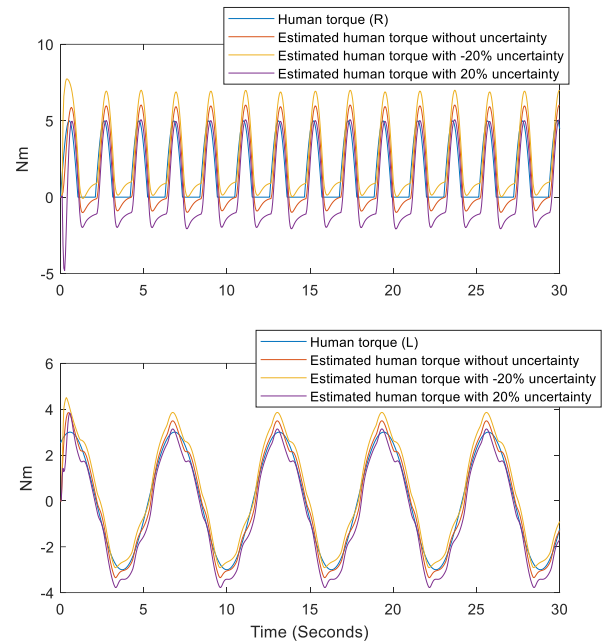 Human torque (R)
Estimated human torque without uncertainty
Estimated human torque with -20% uncertainty
Estimated human torque with 20% uncertainty
10
5
0
-5
Nm
0
5
10
15
20
25
30
Human torque (L)
Estimated human torque without uncertainty
Estimated human torque with -20% uncertainty
Estimated human torque with 20% uncertainty
6
4
2
0
-2
-4
Nm
0
5
10
15
20
25
30
Time (Seconds)